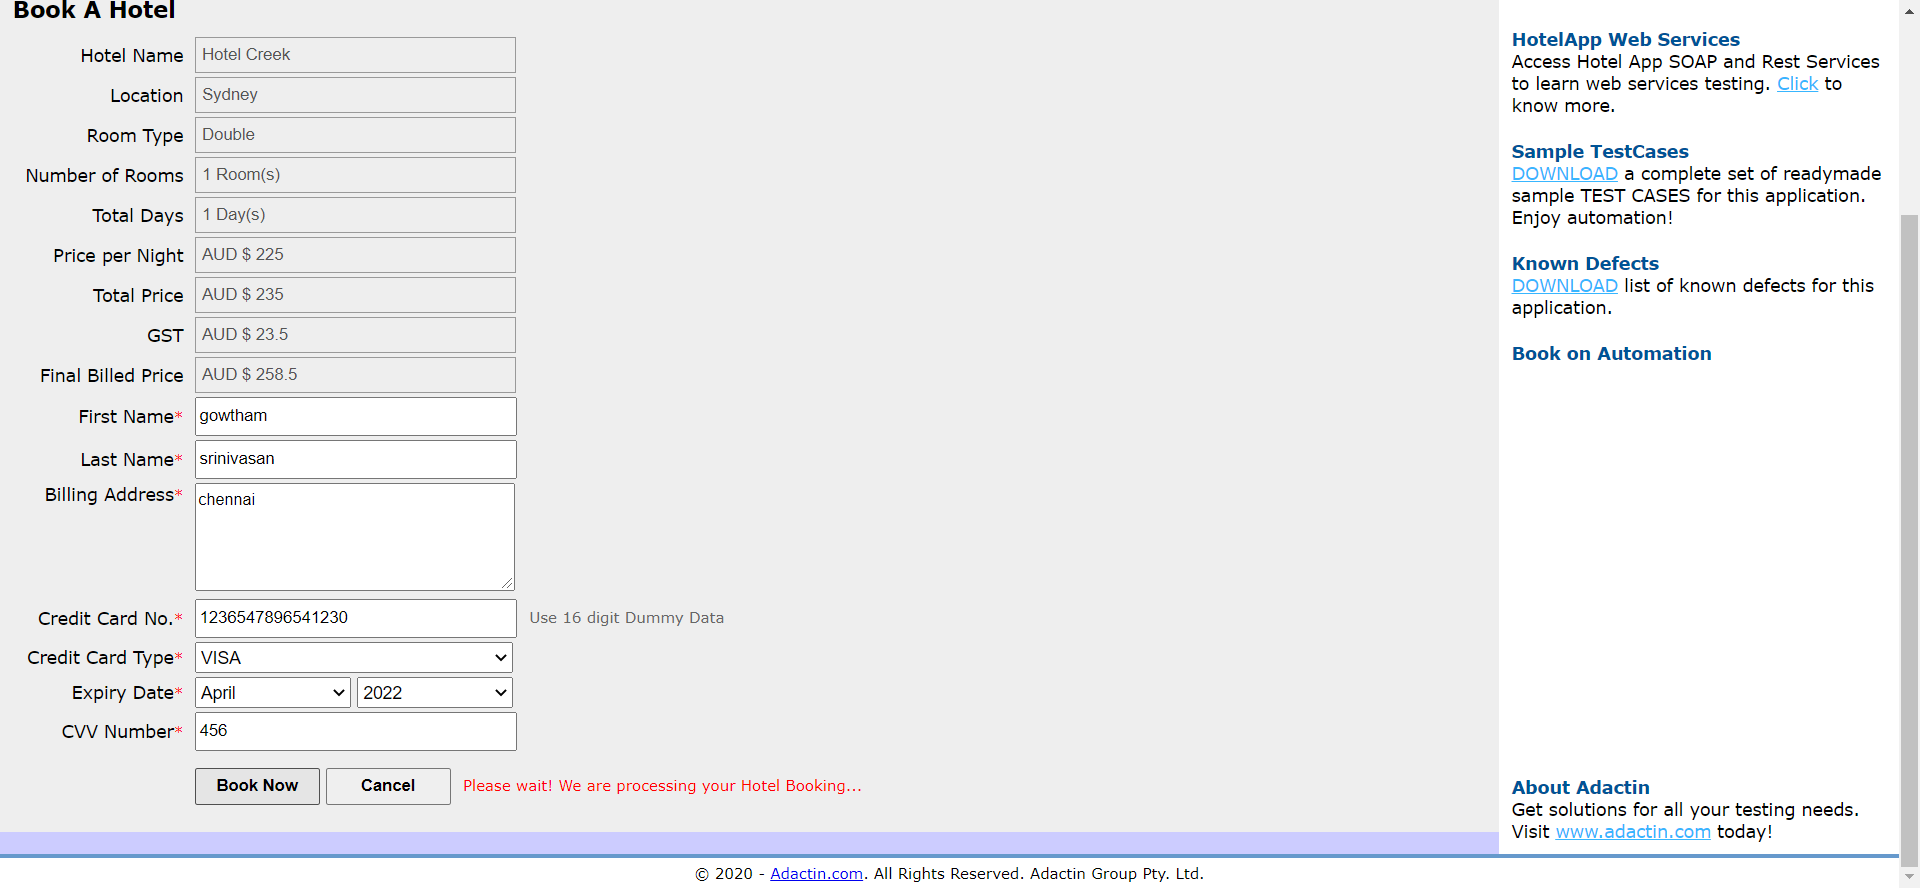 Book A Hotel
Hotel Name Hotel Creek
Location Sydney
Room Type Double
Number of Rooms 1 Room(s)
Total Days 1 Day(s)
Price per Night AUD $ 225
Total Price AUD $ 235
GST AUD $ 23.5
Final Billed Price AUD $ 258.5
First Name* gowtham
Last Name* srinivasan
Billing Address* chennai
Credit Card No.* 1236547896541230 Use 16 digit Dummy Data
Credit Card Type* VISA
Expiry Date* April 2022
CVV Number* 456
Book Now Cancel Please wait! We are processing your Hotel Booking...
HotelApp Web Services
Access Hotel App SOAP and Rest Services
to learn web services testing. Click to
know more.
Sample TestCases
DOWNLOAD a complete set of readymade
sample TEST CASES for this application.
Enjoy automation!
Known Defects
DOWNLOAD list of known defects for this
application.
Book on Automation
About Adactin
Get solutions for all your testing needs.
Visit www.adactin.com today!
© 2020 - Adactin.com. All Rights Reserved. Adactin Group Pty. Ltd.